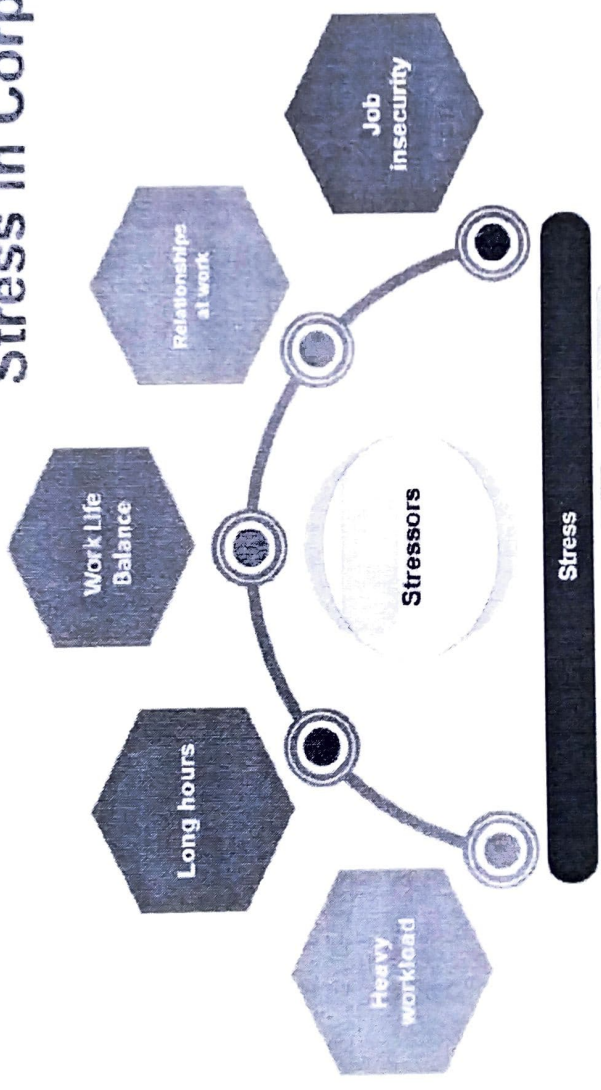 Stress in Corp
Heavy
workload
Long hours
Work Life
Balance
Relationships
at work
Job
insecurity
Stressors
Stress